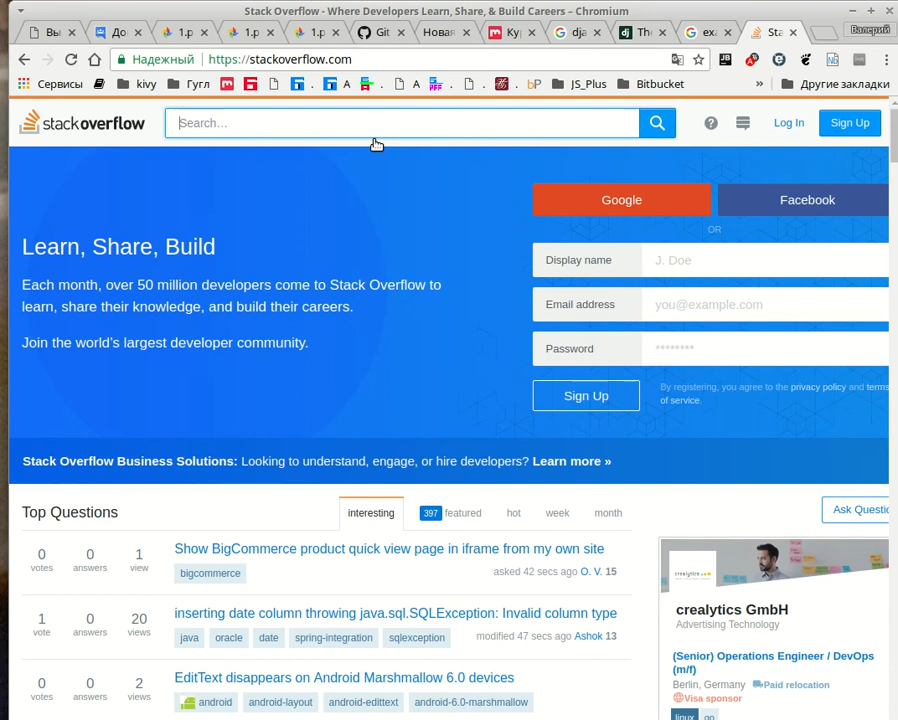 Stack Overflow - Where Developers Learn, Share, & Build Careers – Chromium
Вы До 1.p 1.p 1.p Git Новая Ку dja Th exa Sta Валерий
Надежный https://stackoverflow.com
Сервисы kivy Гугл A A JS_Plus Bitbucket » Другие закладки
stackoverflow Search... ? Log In Sign Up
Google Facebook
OR
Learn, Share, Build
Display name J. Doe
Each month, over 50 million developers come to Stack Overflow to
learn, share their knowledge, and build their careers.
Email address you@example.com
Join the world's largest developer community.
Password ********
Sign Up
By registering, you agree to the privacy policy and terms
of service.
Stack Overflow Business Solutions: Looking to understand, engage, or hire developers? Learn more »
Top Questions interesting 397 featured hot week month Ask Questio
0 0 1 Show BigCommerce product quick view page in iframe from my own site
votes answers view
bigcommerce asked 42 secs ago O. V. 15
1 0 20 inserting date column throwing java.sql.SQLException: Invalid column type
vote answers views
java oracle date spring-integration sqlexception modified 47 secs ago Ashok 13
0 0 2 EditText disappears on Android Marshmallow 6.0 devices
votes answers views
android android-layout android-edittext android-6.0-marshmallow
crealytics
crealytics GmbH
Advertising Technology
(Senior) Operations Engineer / DevOps
(m/f)
Berlin, Germany Paid relocation
Visa sponsor
linux go